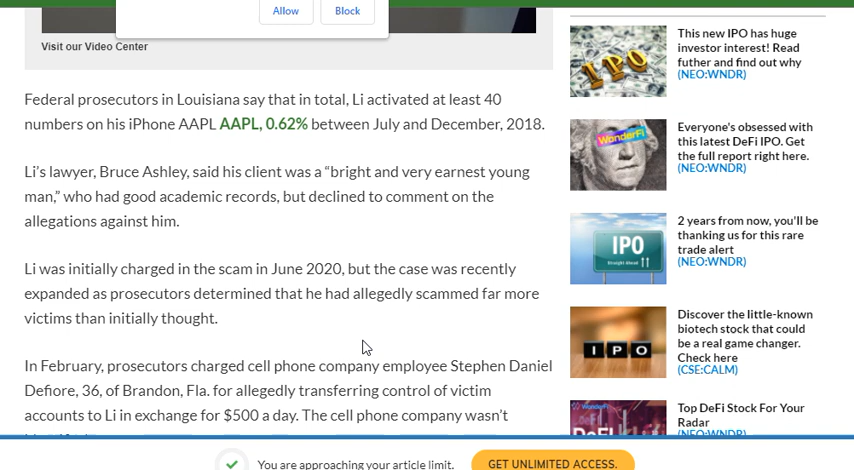 Allow
Block
Visit our Video Center
Federal prosecutors in Louisiana say that in total, Li activated at least 40
numbers on his iPhone AAPL AAPL, 0.62% between July and December, 2018.
Li’s lawyer, Bruce Ashley, said his client was a “bright and very earnest young
man,” who had good academic records, but declined to comment on the
allegations against him.
Li was initially charged in the scam in June 2020, but the case was recently
expanded as prosecutors determined that he had allegedly scammed far more
victims than initially thought.
In February, prosecutors charged cell phone company employee Stephen Daniel
Defiore, 36, of Brandon, Fla. for allegedly transferring control of victim
accounts to Li in exchange for $500 a day. The cell phone company wasn’t
IPO
This new IPO has huge
investor interest! Read
futher and find out why
(NEO:WNDR)
WonderFi
Everyone's obsessed with
this latest DeFi IPO. Get
the full report right here.
(NEO:WNDR)
IPO
Straight Ahead
2 years from now, you'll be
thanking us for this rare
trade alert
(NEO:WNDR)
IPO
Discover the little-known
biotech stock that could
be a real game changer.
Check here
(CSE:CALM)
WonderFi
DeFi
Top DeFi Stock For Your
Radar
(NEO:WNDR)
You are approaching your article limit.
GET UNLIMITED ACCESS.